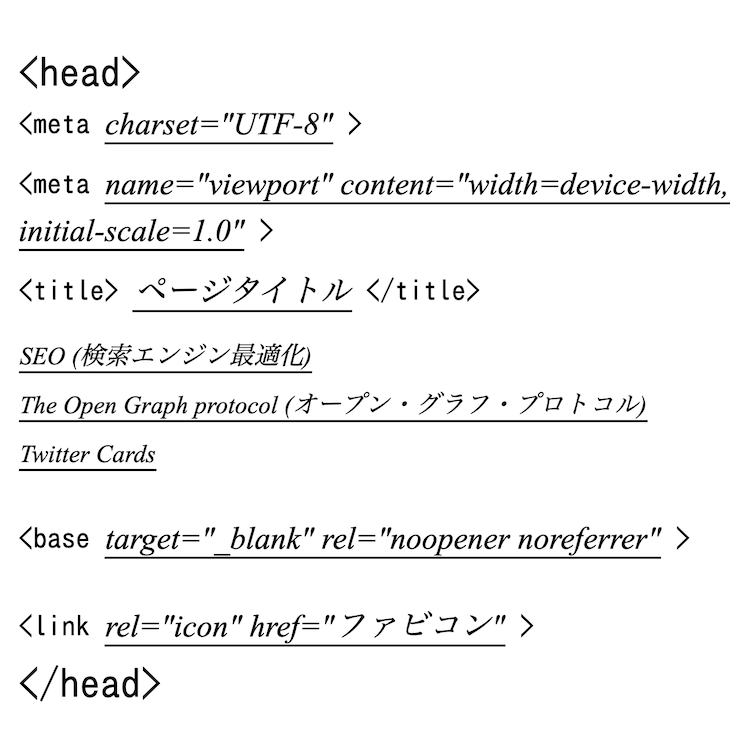 <head>
<meta charset="UTF-8" >
<meta name="viewport" content="width=device-width,
initial-scale=1.0" >
<title> ページタイトル </title>
SEO (検索エンジン最適化)
The Open Graph protocol (オープン・グラフ・プロトコル)
Twitter Cards
<base target="_blank" rel="noopener noreferrer" >
<link rel="icon" href="ファビコン" >
</head>